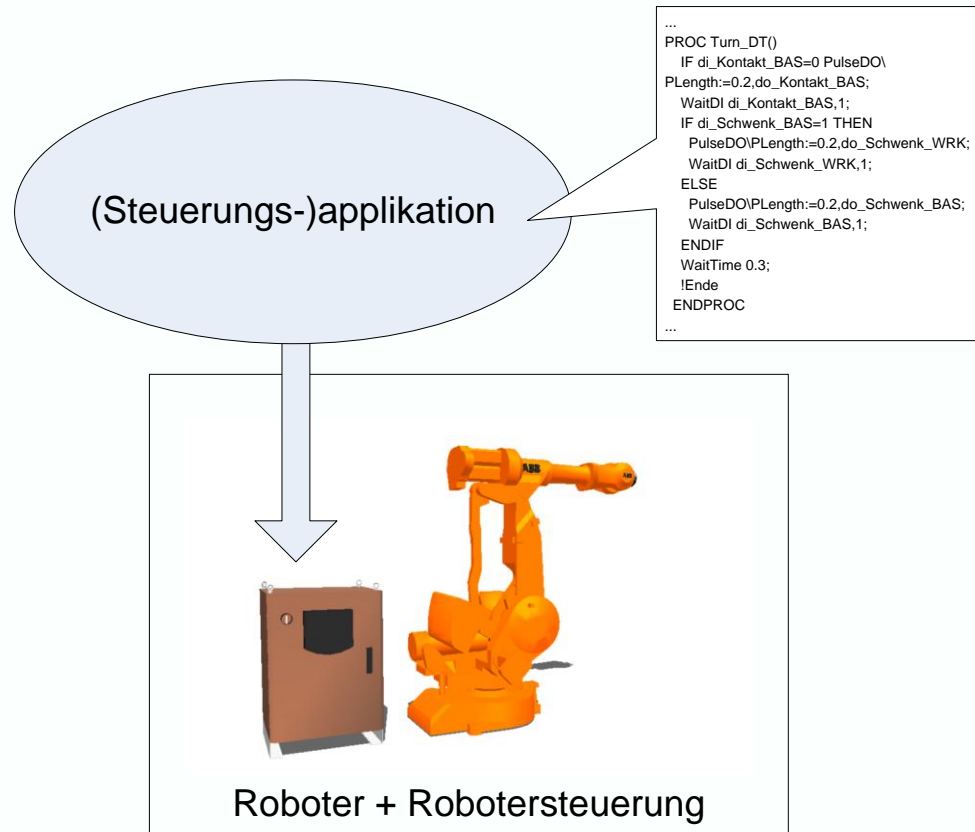 ...
PROC Turn_DT()
IF di_Kontakt_BAS=0 PulseDO\
PLength:=0.2,do_Kontakt_BAS;
WaitDI di_Kontakt_BAS,1;
IF di_Schwenk_BAS=1 THEN
PulseDO\PLength:=0.2,do_Schwenk_WRK;
WaitDI di_Schwenk_WRK,1;
ELSE
PulseDO\PLength:=0.2,do_Schwenk_BAS;
WaitDI di_Schwenk_BAS,1;
ENDIF
WaitTime 0.3;
!Ende
ENDPROC
...
(Steuerungs-)applikation
ABB
ABB
Roboter + Robotersteuerung